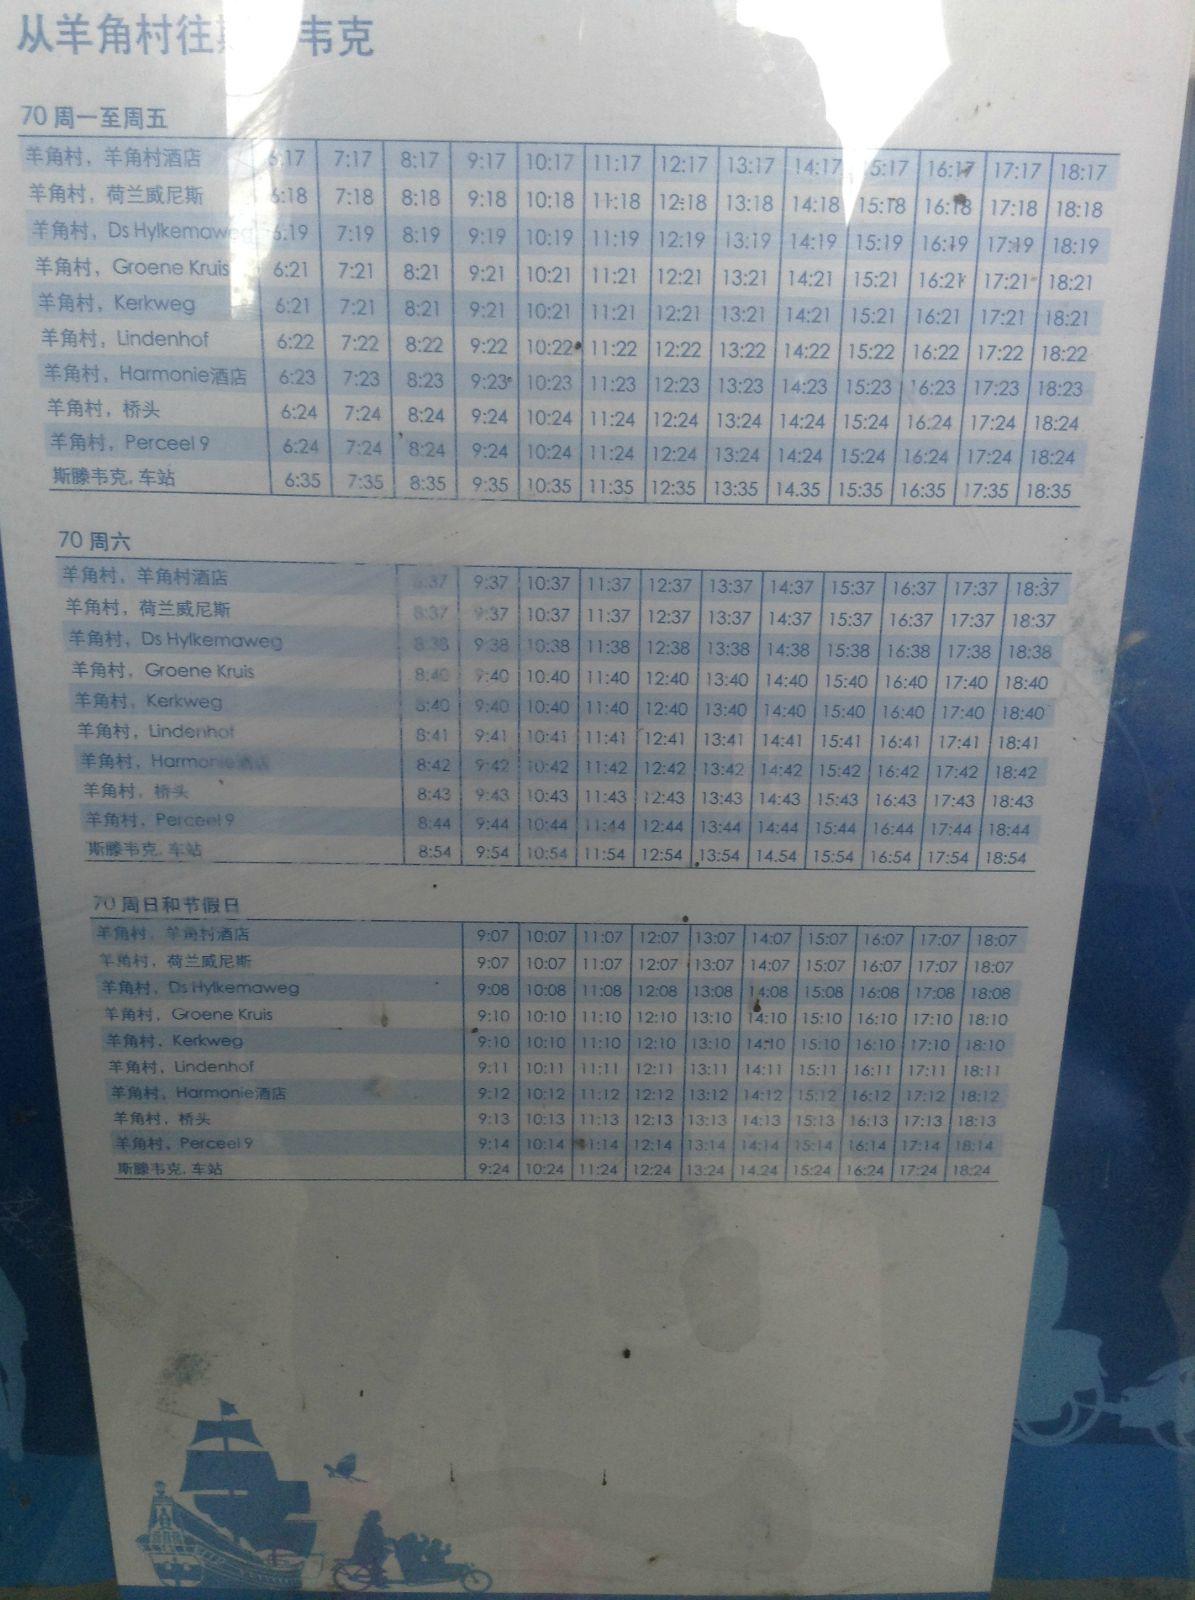 从羊角村往 韦克
70 周一至周五
羊角村，羊角村酒店 6:17 7:17 8:17 9:17 10:17 11:17 12:17 13:17 14:17 15:17 16:17 17:17 18:17
羊角村，荷兰威尼斯 6:18 7:18 8:18 9:18 10:18 11:18 12:18 13:18 14:18 15:18 16:18 17:18 18:18
羊角村，Ds Hylkemaweg 6:19 7:19 8:19 9:19 10:19 11:19 12:19 13:19 14:19 15:19 16:19 17:19 18:19
羊角村，Groene Kruis 6:21 7:21 8:21 9:21 10:21 11:21 12:21 13:21 14:21 15:21 16:21 17:21 18:21
羊角村，Kerkweg 6:21 7:21 8:21 9:21 10:21 11:21 12:21 13:21 14:21 15:21 16:21 17:21 18:21
羊角村，Lindenhof 6:22 7:22 8:22 9:22 10:22 11:22 12:22 13:22 14:22 15:22 16:22 17:22 18:22
羊角村，Harmonie酒店 6:23 7:23 8:23 9:23 10:23 11:23 12:23 13:23 14:23 15:23 16:23 17:23 18:23
羊角村，桥头 6:24 7:24 8:24 9:24 10:24 11:24 12:24 13:24 14:24 15:24 16:24 17:24 18:24
羊角村，Perceel 9 6:24 7:24 8:24 9:24 10:24 11:24 12:24 13:24 14:24 15:24 16:24 17:24 18:24
斯滕韦克, 车站 6:35 7:35 8:35 9:35 10:35 11:35 12:35 13:35 14.35 15:35 16:35 17:35 18:35
70 周六
羊角村，羊角村酒店 8:37 9:37 10:37 11:37 12:37 13:37 14:37 15:37 16:37 17:37 18:37
羊角村，荷兰威尼斯 8:37 9:37 10:37 11:37 12:37 13:37 14:37 15:37 16:37 17:37 18:37
羊角村，Ds Hylkemaweg 8:38 9:38 10:38 11:38 12:38 13:38 14:38 15:38 16:38 17:38 18:38
羊角村，Groene Kruis 8:40 9:40 10:40 11:40 12:40 13:40 14:40 15:40 16:40 17:40 18:40
羊角村，Kerkweg 8:40 9:40 10:40 11:40 12:40 13:40 14:40 15:40 16:40 17:40 18:40
羊角村，Lindenhof 8:41 9:41 10:41 11:41 12:41 13:41 14:41 15:41 16:41 17:41 18:41
羊角村，Harmonie酒店 8:42 9:42 10:42 11:42 12:42 13:42 14:42 15:42 16:42 17:42 18:42
羊角村，桥头 8:43 9:43 10:43 11:43 12:43 13:43 14:43 15:43 16:43 17:43 18:43
羊角村，Perceel 9 8:44 9:44 10:44 11:44 12:44 13:44 14:44 15:44 16:44 17:44 18:44
斯滕韦克, 车站 8:54 9:54 10:54 11:54 12:54 13:54 14.54 15:54 16:54 17:54 18:54
70 周日和节假日
羊角村，羊角村酒店 9:07 10:07 11:07 12:07 13:07 14:07 15:07 16:07 17:07 18:07
羊角村，荷兰威尼斯 9:07 10:07 11:07 12:07 13:07 14:07 15:07 16:07 17:07 18:07
羊角村，Ds Hylkemaweg 9:08 10:08 11:08 12:08 13:08 14:08 15:08 16:08 17:08 18:08
羊角村，Groene Kruis 9:10 10:10 11:10 12:10 13:10 14:10 15:10 16:10 17:10 18:10
羊角村，Kerkweg 9:10 10:10 11:10 12:10 13:10 14:10 15:10 16:10 17:10 18:10
羊角村，Lindenhof 9:11 10:11 11:11 12:11 13:11 14:11 15:11 16:11 17:11 18:11
羊角村，Harmonie酒店 9:12 10:12 11:12 12:12 13:12 14:12 15:12 16:12 17:12 18:12
羊角村，桥头 9:13 10:13 11:13 12:13 13:13 14:13 15:13 16:13 17:13 18:13
羊角村，Perceel 9 9:14 10:14 11:14 12:14 13:14 14:14 15:14 16:14 17:14 18:14
斯滕韦克, 车站 9:24 10:24 11:24 12:24 13:24 14.24 15:24 16:24 17:24 18:24